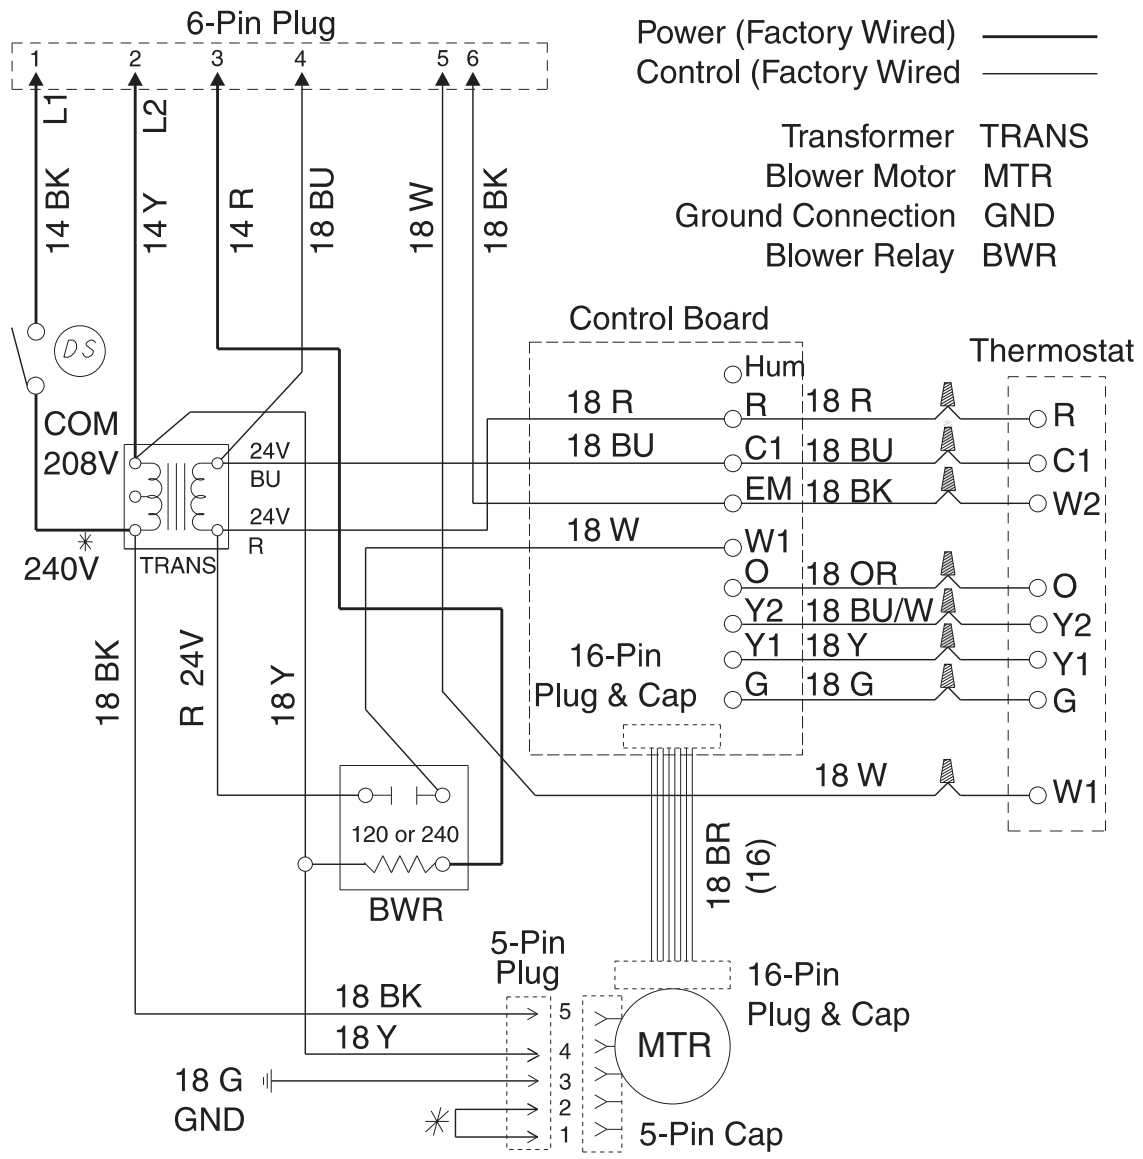 6-Pin Plug
1 2 3 4 5 6
L1
L2
14 BK
14 Y
14 R
18 BU
18 W
18 BK
Power (Factory Wired)
Control (Factory Wired
Transformer TRANS
Blower Motor MTR
Ground Connection GND
Blower Relay BWR
DS
COM
208V
240V
*
24V
BU
24V
R
TRANS
Control Board
Thermostat
Hum
18 R R 18 R R
18 BU C1 18 BU C1
EM 18 BK W2
18 W W1
O 18 OR O
Y2 18 BU/W Y2
Y1 18 Y Y1
G 18 G G
18 W W1
16-Pin
Plug & Cap
18 BK
R 24V
18 Y
120 or 240
BWR
18 BR
(16)
5-Pin
Plug
16-Pin
Plug & Cap
MTR
18 BK 5
18 Y 4
18 G 3
GND
* 2
1
5-Pin Cap